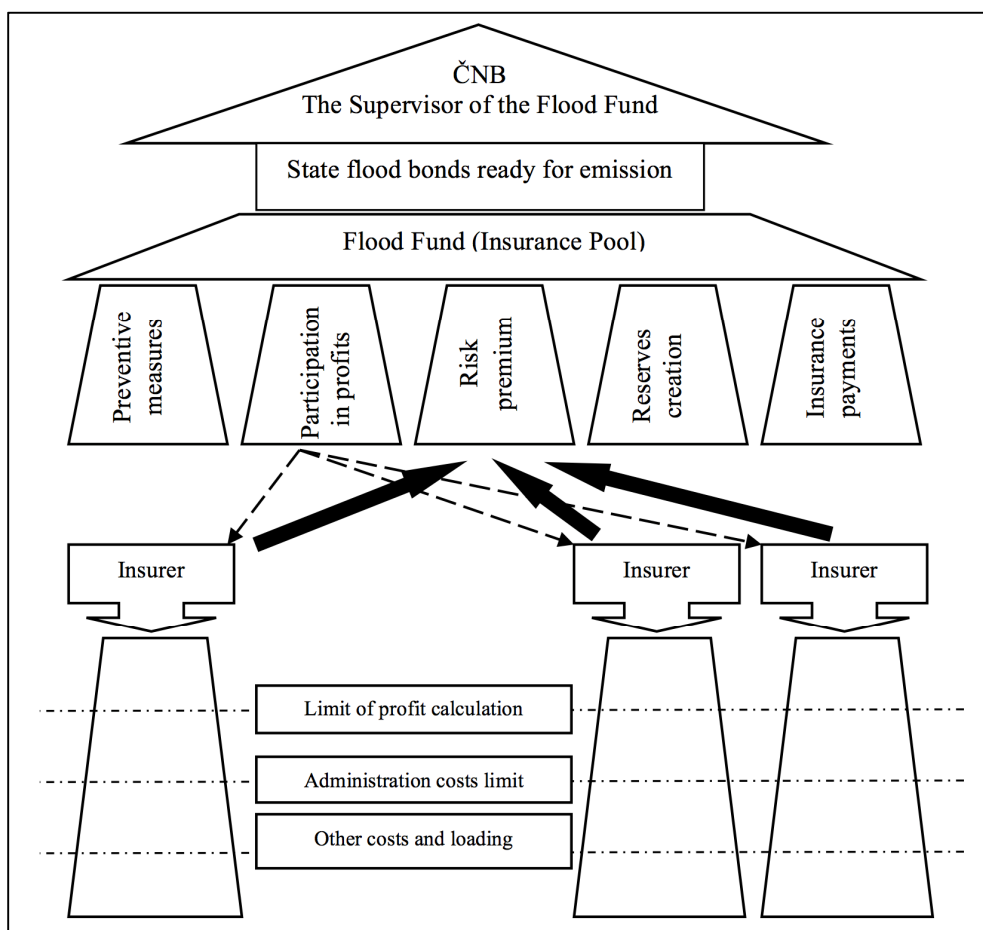 ČNB
The Supervisor of the Flood Fund
State flood bonds ready for emission
Flood Fund (Insurance Pool)
Preventive
measures
Participation
in profits
Risk
premium
Reserves
creation
Insurance
payments
Insurer
Insurer
Insurer
Limit of profit calculation
Administration costs limit
Other costs and loading